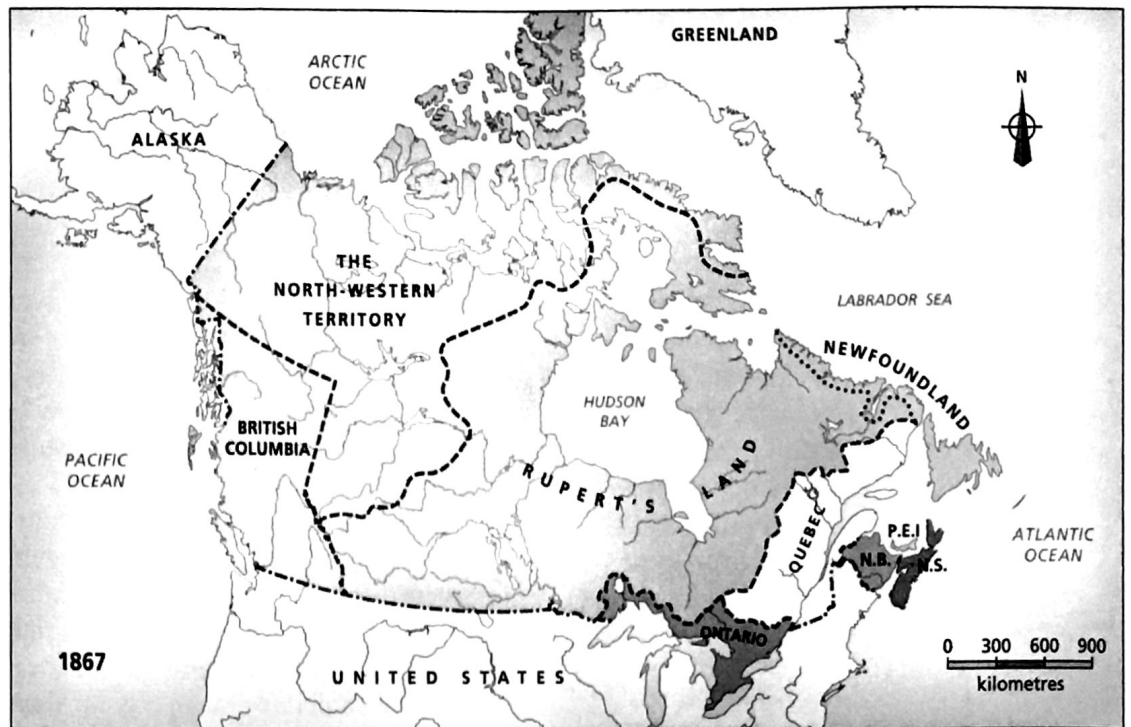 GREENLAND
ARCTIC
OCEAN
N
ALASKA
THE
NORTH-WESTERN
TERRITORY
LABRADOR SEA
NEWFOUNDLAND
HUDSON
BAY
BRITISH
COLUMBIA
PACIFIC
OCEAN
RUPERT'S
LAND
QUEBEC
P.E.I
ATLANTIC
OCEAN
N.B.
N.S.
ONTARIO
1867
UNITED STATES
0 300 600 900
kilometres